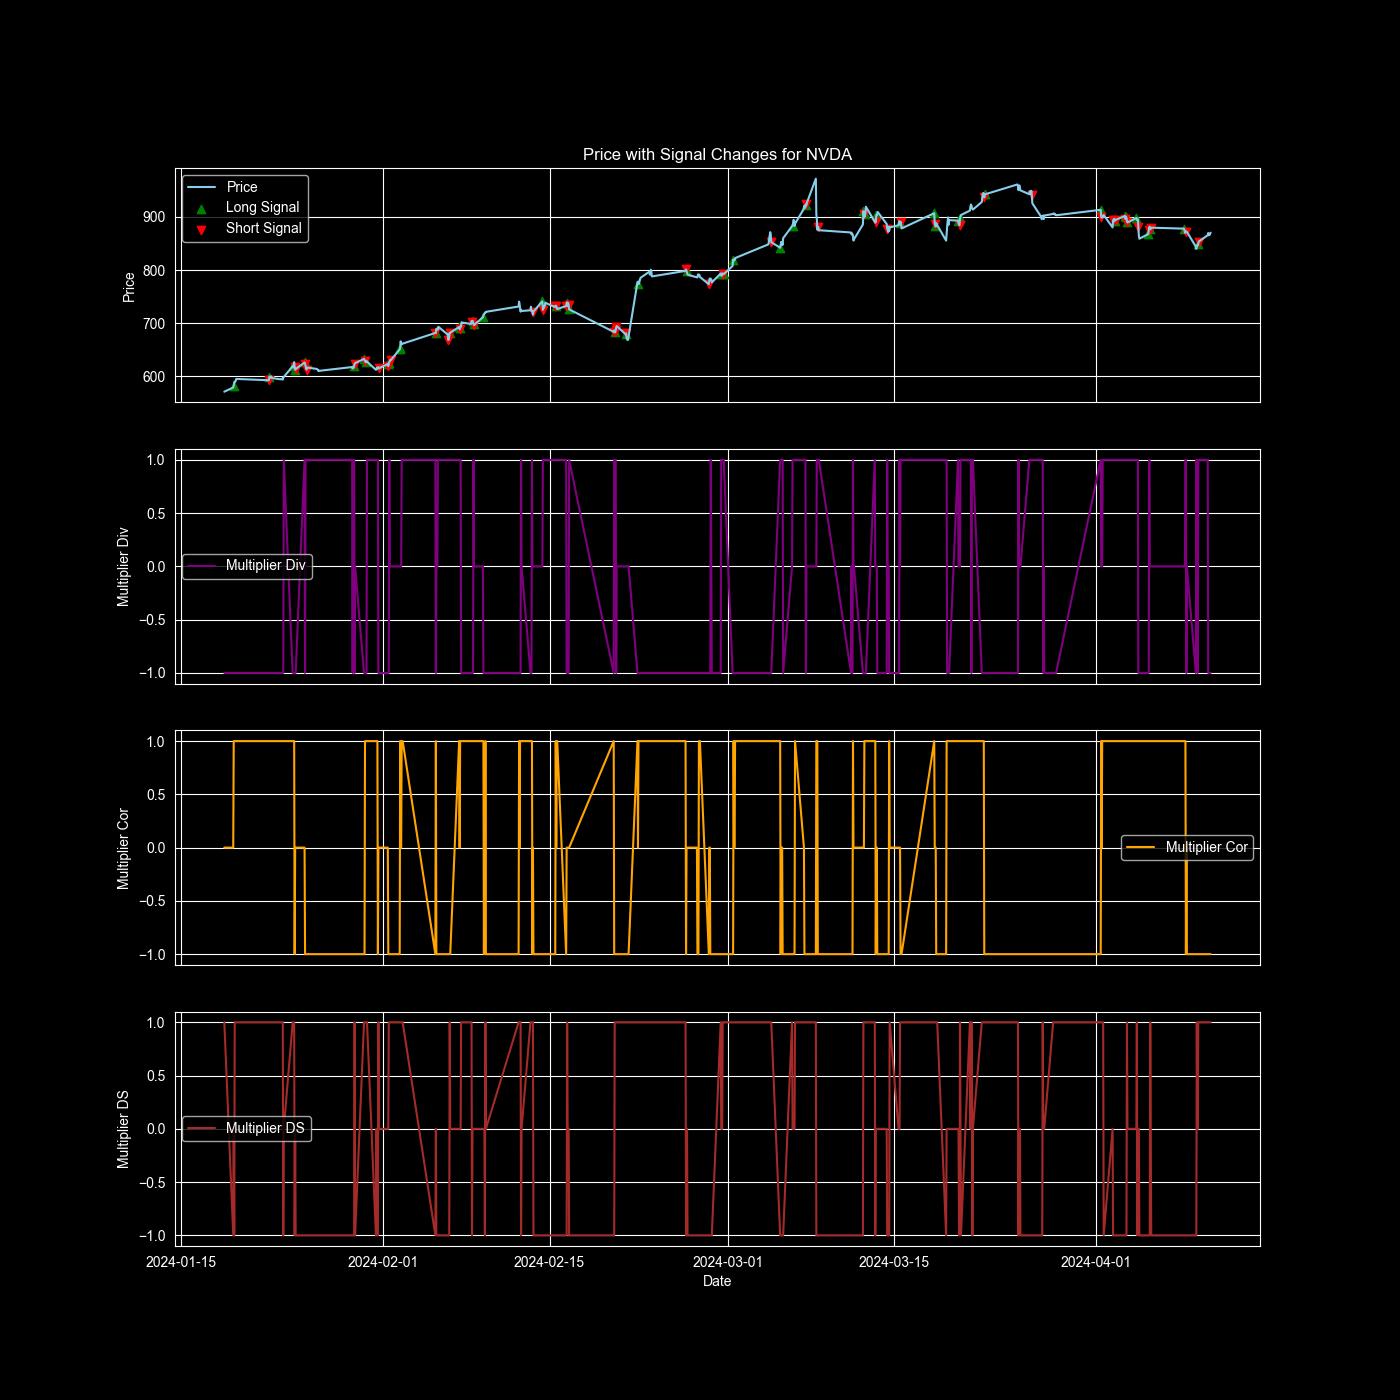 Price with Signal Changes for NVDA
Price
Long Signal
Short Signal
900
800
700
600
Price
1.0
0.5
0.0
−0.5
−1.0
Multiplier Div
Multiplier Div
1.0
0.5
0.0
−0.5
−1.0
Multiplier Cor
Multiplier Cor
1.0
0.5
0.0
−0.5
−1.0
Multiplier DS
Multiplier DS
2024-01-15
2024-02-01
2024-02-15
2024-03-01
2024-03-15
2024-04-01
Date